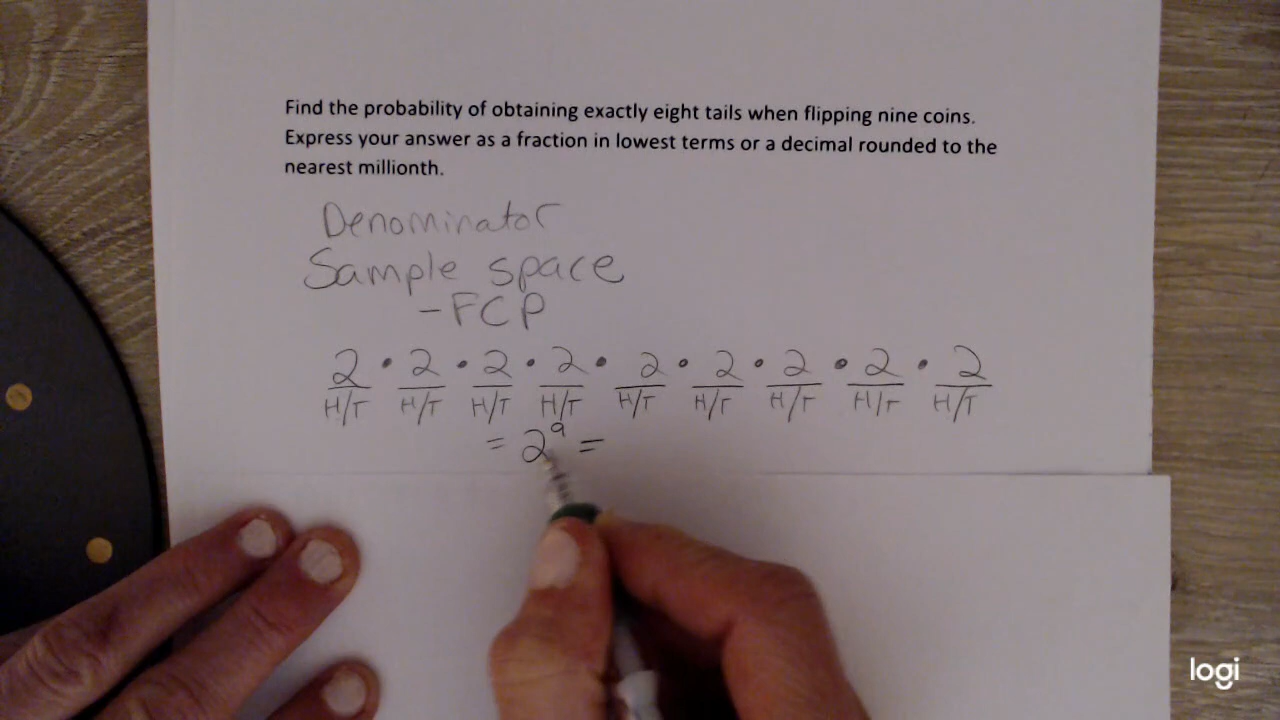 Find the probability of obtaining exactly eight tails when flipping nine coins.
Express your answer as a fraction in lowest terms or a decimal rounded to the
nearest millionth.
Denominator
Sample space
- FCP
2 • 2 • 2 • 2 • 2 • 2 • 2 • 2 • 2
H/T H/T H/T H/T H/T H/T H/T H/T H/T
= 2⁹ =
logi